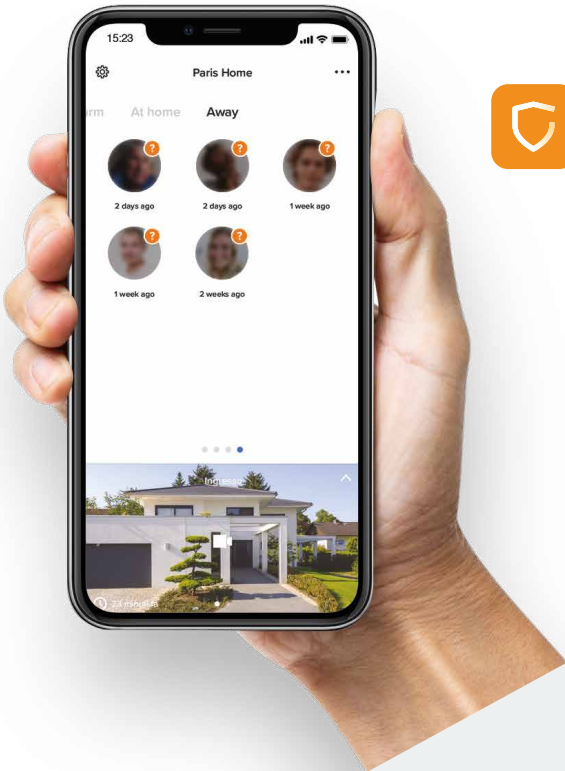 15:23
Paris Home
At home
Away
?
?
?
2 days ago
2 days ago
1 week ago
?
?
1 week ago
2 weeks ago
Ingresso